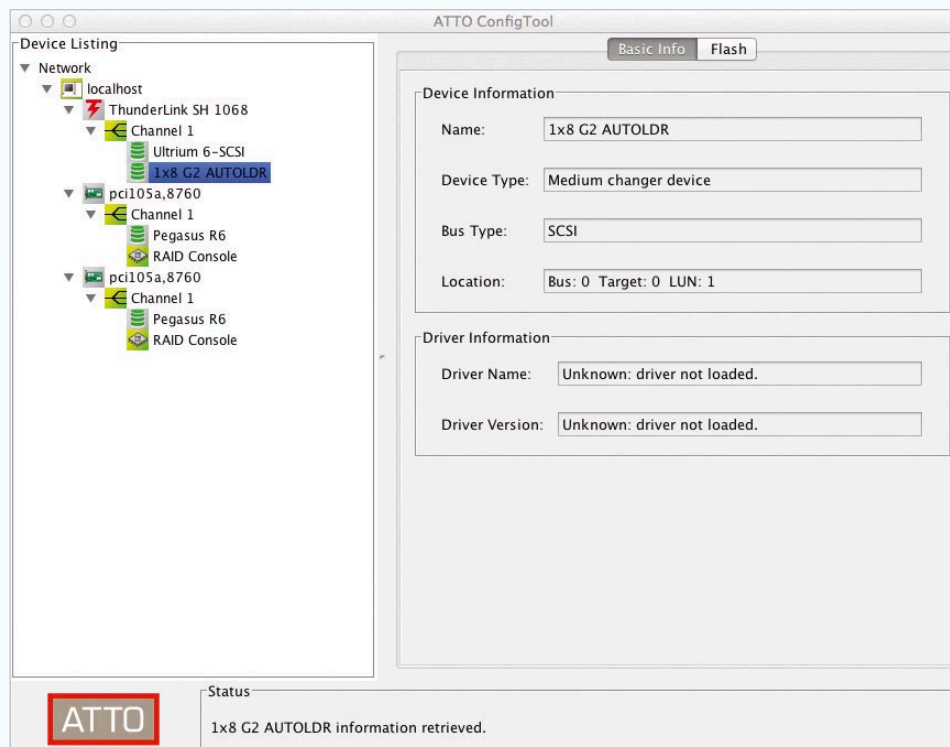 ATTO ConfigTool
Device Listing
Network
localhost
ThunderLink SH 1068
Channel 1
Ultrium 6-SCSI
1x8 G2 AUTOLDR
pci105a,8760
Channel 1
Pegasus R6
RAID Console
pci105a,8760
Channel 1
Pegasus R6
RAID Console
Basic Info Flash
Device Information
Name: 1x8 G2 AUTOLDR
Device Type: Medium changer device
Bus Type: SCSI
Location: Bus: 0 Target: 0 LUN: 1
Driver Information
Driver Name: Unknown: driver not loaded.
Driver Version: Unknown: driver not loaded.
ATTO
Status
1x8 G2 AUTOLDR information retrieved.